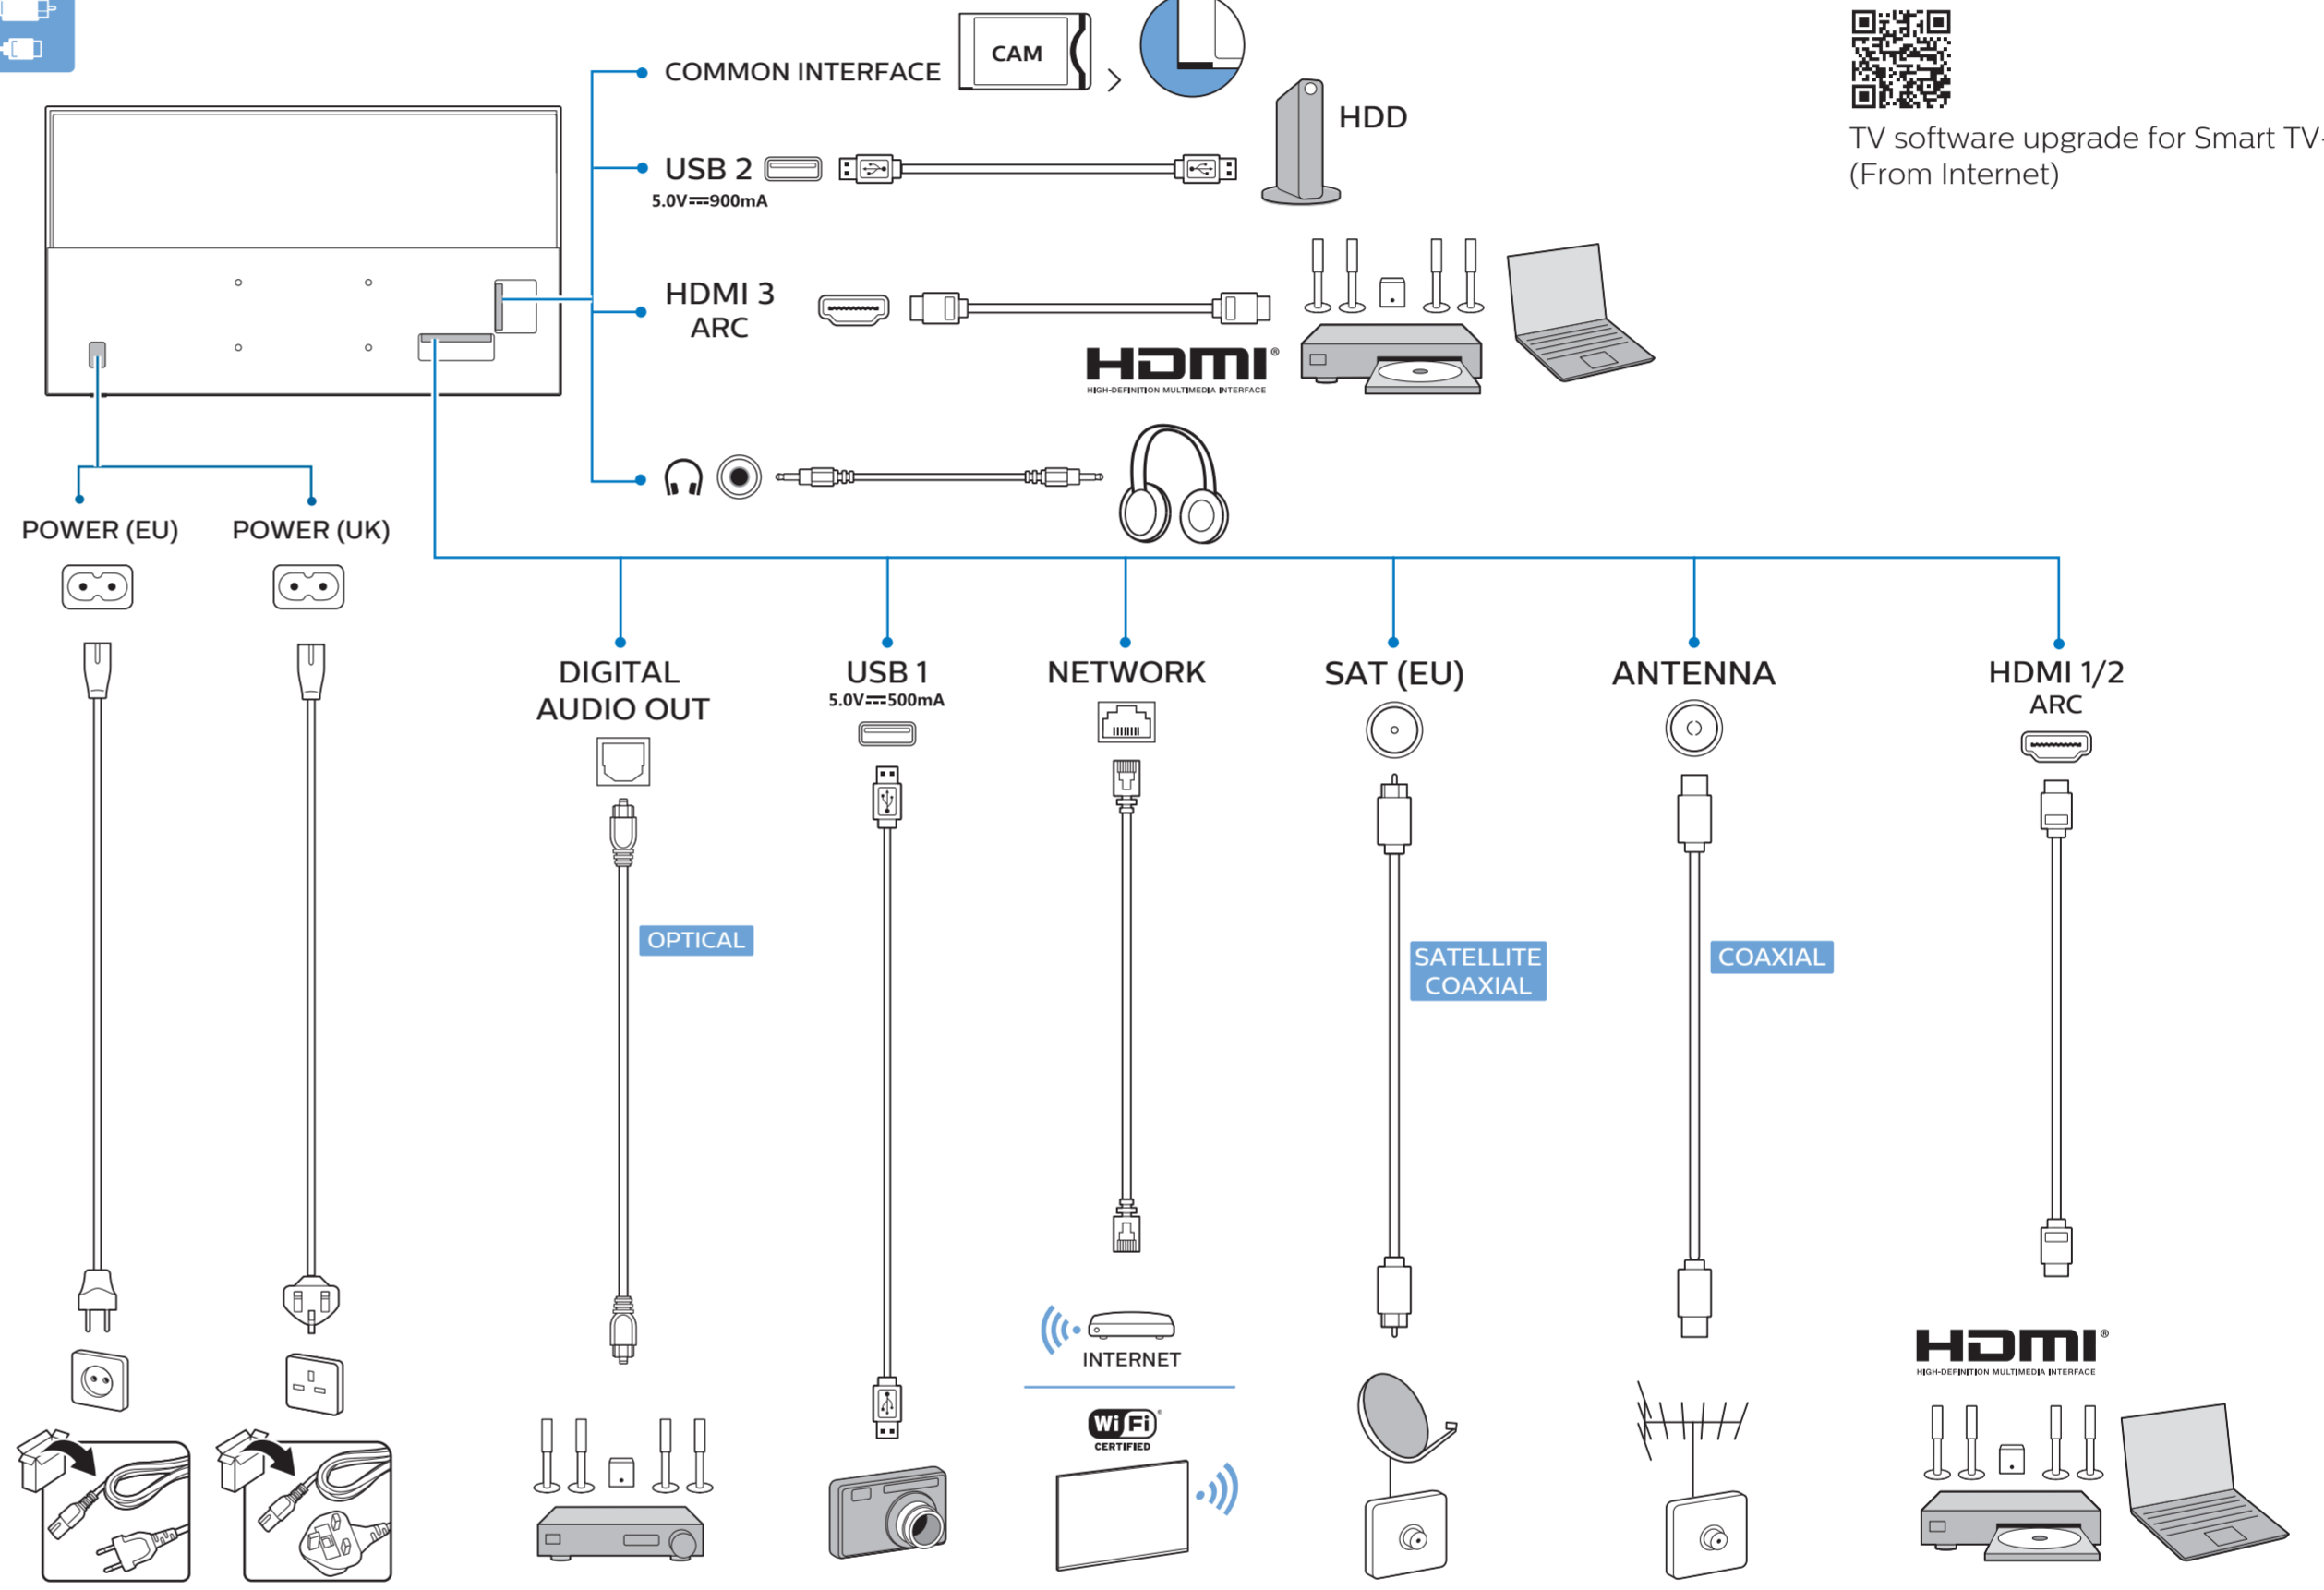 COMMON INTERFACE
CAM
HDD
TV software upgrade for Smart TV
(From Internet)
USB 2
5.0V⎓900mA
HDMI 3
ARC
HDMI®
HIGH-DEFINITION MULTIMEDIA INTERFACE
POWER (EU)
POWER (UK)
DIGITAL
AUDIO OUT
USB 1
5.0V⎓500mA
NETWORK
SAT (EU)
ANTENNA
HDMI 1/2
ARC
OPTICAL
SATELLITE
COAXIAL
COAXIAL
INTERNET
WiFi®
CERTIFIED
HDMI®
HIGH-DEFINITION MULTIMEDIA INTERFACE